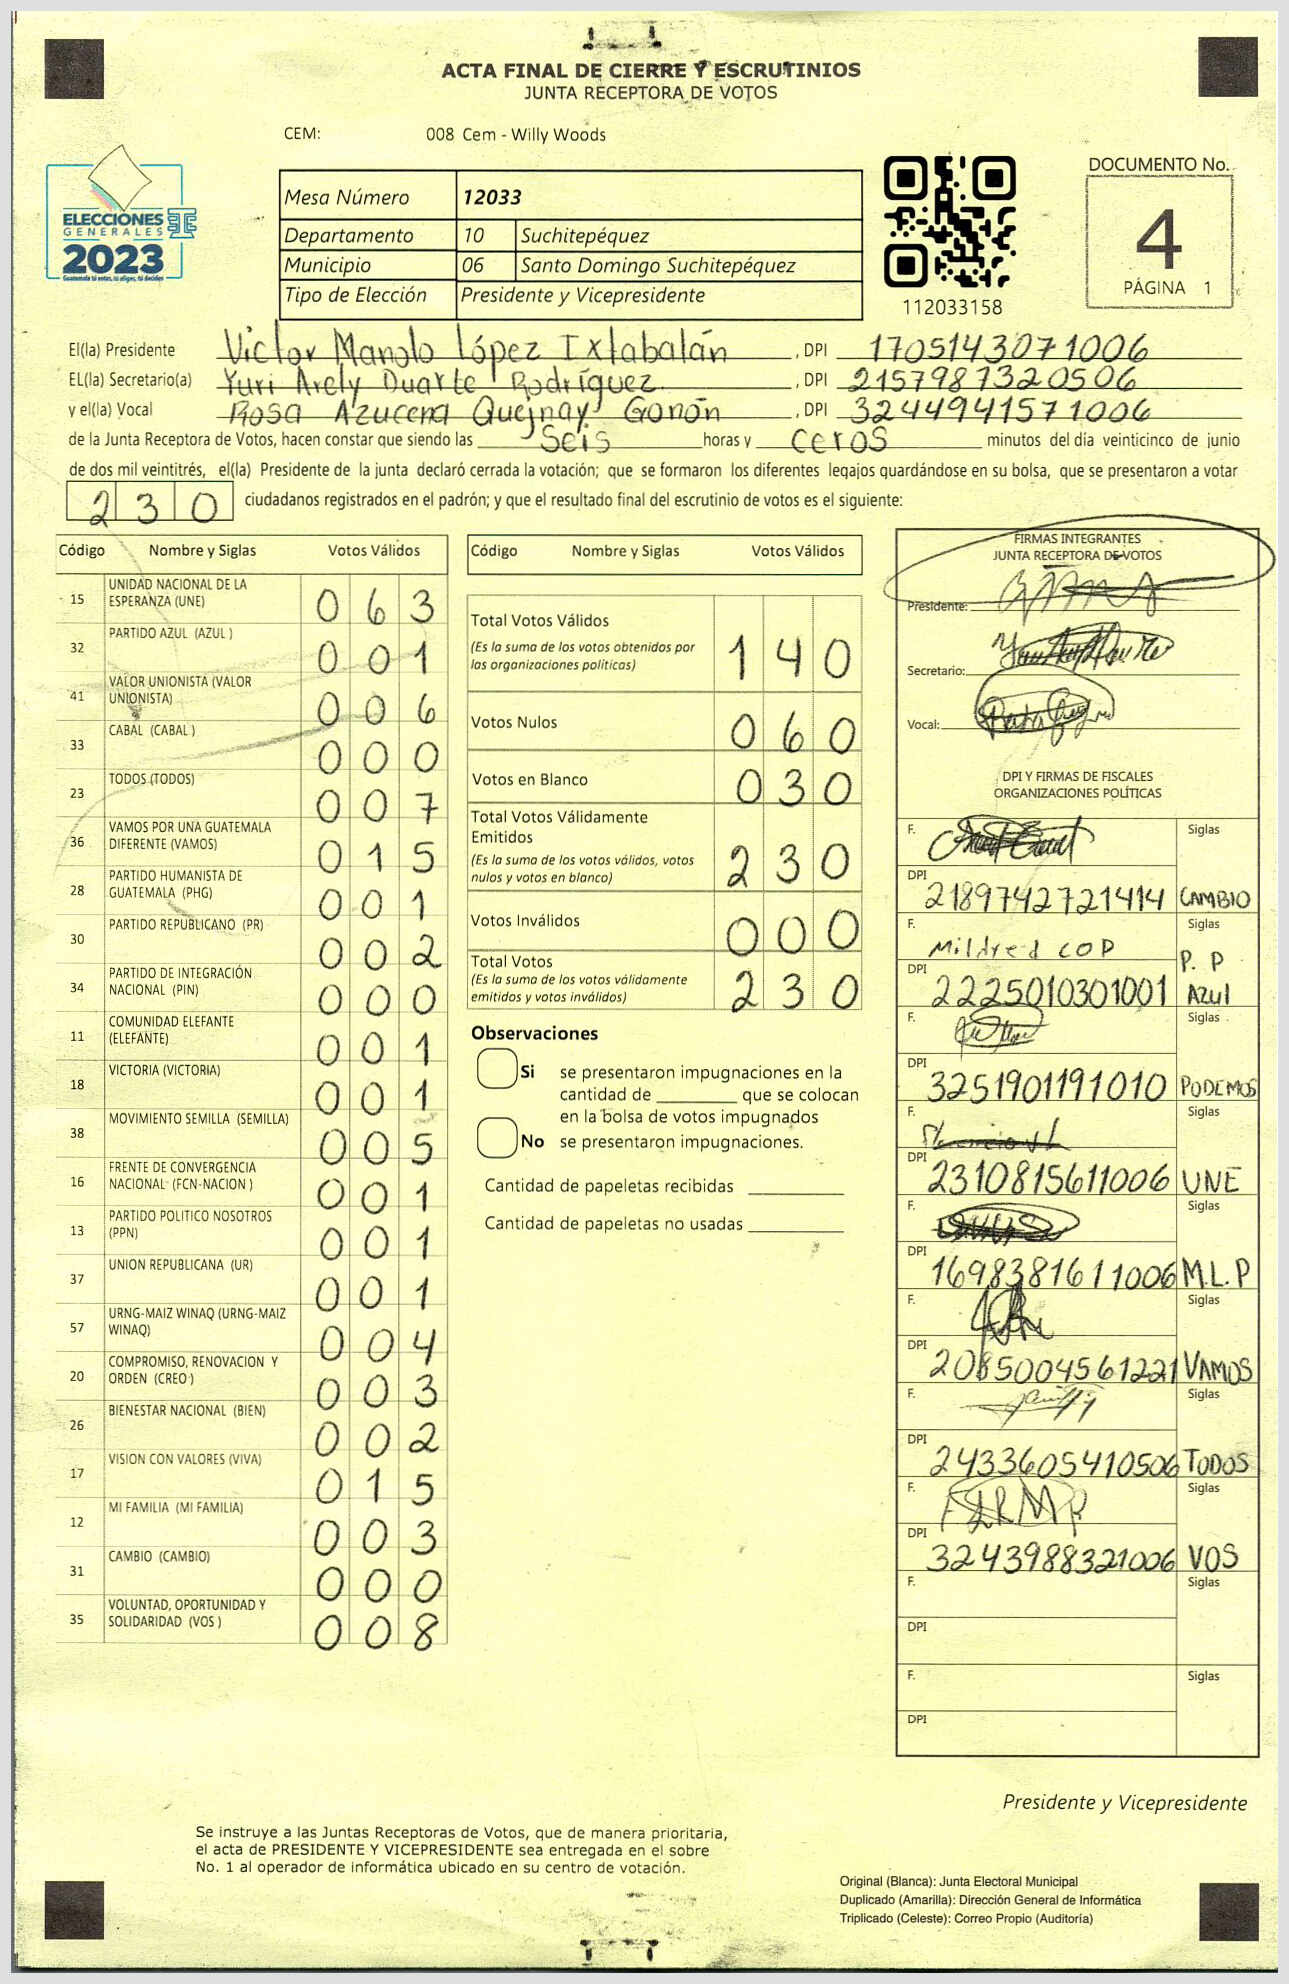 ACTA FINAL DE CIERRE Y ESCRUTINIOS
JUNTA RECEPTORA DE VOTOS
CEM: 008 Cem - Willy Woods
ELECCIONES
GENERALES
2023
Guatemala tú votas, tú eliges, tú decides
Mesa Número 12033
Departamento 10 Suchitepéquez
Municipio 06 Santo Domingo Suchitepéquez
Tipo de Elección Presidente y Vicepresidente
112033158
DOCUMENTO No.
4
PÁGINA 1
El(la) Presidente Victor Manolo López Ixtabalán , DPI 1705143071006
EL(la) Secretario(a) Yuri Arely Duarte Rodríguez , DPI 2157987320506
y el(la) Vocal Rosa Azucena Quejnay Gonón , DPI 3244941571006
de la Junta Receptora de Votos, hacen constar que siendo las Seis horas y ceros minutos del día veinticinco de junio
de dos mil veintitrés, el(la) Presidente de la junta declaró cerrada la votación; que se formaron los diferentes legajos quardándose en su bolsa, que se presentaron a votar
230 ciudadanos registrados en el padrón; y que el resultado final del escrutinio de votos es el siguiente:
Código Nombre y Siglas Votos Válidos
15 UNIDAD NACIONAL DE LA ESPERANZA (UNE) 063
32 PARTIDO AZUL (AZUL ) 001
41 VALOR UNIONISTA (VALOR UNIONISTA) 006
33 CABAL (CABAL ) 000
23 TODOS (TODOS) 007
36 VAMOS POR UNA GUATEMALA DIFERENTE (VAMOS) 015
28 PARTIDO HUMANISTA DE GUATEMALA (PHG) 001
30 PARTIDO REPUBLICANO (PR) 002
34 PARTIDO DE INTEGRACIÓN NACIONAL (PIN) 000
11 COMUNIDAD ELEFANTE (ELEFANTE) 001
18 VICTORIA (VICTORIA) 001
38 MOVIMIENTO SEMILLA (SEMILLA) 005
16 FRENTE DE CONVERGENCIA NACIONAL (FCN-NACION ) 001
13 PARTIDO POLITICO NOSOTROS (PPN) 001
37 UNION REPUBLICANA (UR) 001
57 URNG-MAIZ WINAQ (URNG-MAIZ WINAQ) 004
20 COMPROMISO, RENOVACION Y ORDEN (CREO ) 003
26 BIENESTAR NACIONAL (BIEN) 002
17 VISION CON VALORES (VIVA) 015
12 MI FAMILIA (MI FAMILIA) 003
31 CAMBIO (CAMBIO) 000
35 VOLUNTAD, OPORTUNIDAD Y SOLIDARIDAD (VOS ) 008
Código Nombre y Siglas Votos Válidos
Total Votos Válidos 140
(Es la suma de los votos obtenidos por
las organizaciones politicas)
Votos Nulos 060
Votos en Blanco 030
Total Votos Válidamente
Emitidos
(Es la suma de los votos válidos, votos
nulos y votos en blanco) 230
Votos Inválidos 000
Total Votos 230
(Es la suma de los votos válidamente
emitidos y votos inválidos)
Observaciones
Si se presentaron impugnaciones en la
cantidad de ________ que se colocan
en la bolsa de votos impugnados
No se presentaron impugnaciones.
Cantidad de papeletas recibidas
Cantidad de papeletas no usadas
FIRMAS INTEGRANTES
JUNTA RECEPTORA DE VOTOS
Presidente:
Secretario:
Vocal:
DPI Y FIRMAS DE FISCALES
ORGANIZACIONES POLÍTICAS
F. Siglas
DPI 2189742721414 CAMBIO
F. Mildred COP Siglas
DPI 2225010301001 P. P AZUl
F. Siglas
DPI 3251901191010 PODEMOS
F. Siglas
DPI 2310815611006 UNE
F. Siglas
DPI 1698381611006 M.L.P
F. Siglas
DPI 2085004561221 VAMOS
F. Siglas
DPI 2433605410506 TODOS
F. Siglas
DPI 3243988321006 VOS
F. Siglas
DPI
F. Siglas
DPI
Presidente y Vicepresidente
Se instruye a las Juntas Receptoras de Votos, que de manera prioritaria,
el acta de PRESIDENTE Y VICEPRESIDENTE sea entregada en el sobre
No. 1 al operador de informática ubicado en su centro de votación.
Original (Blanca): Junta Electoral Municipal
Duplicado (Amarilla): Dirección General de Informática
Triplicado (Celeste): Correo Propio (Auditoría)